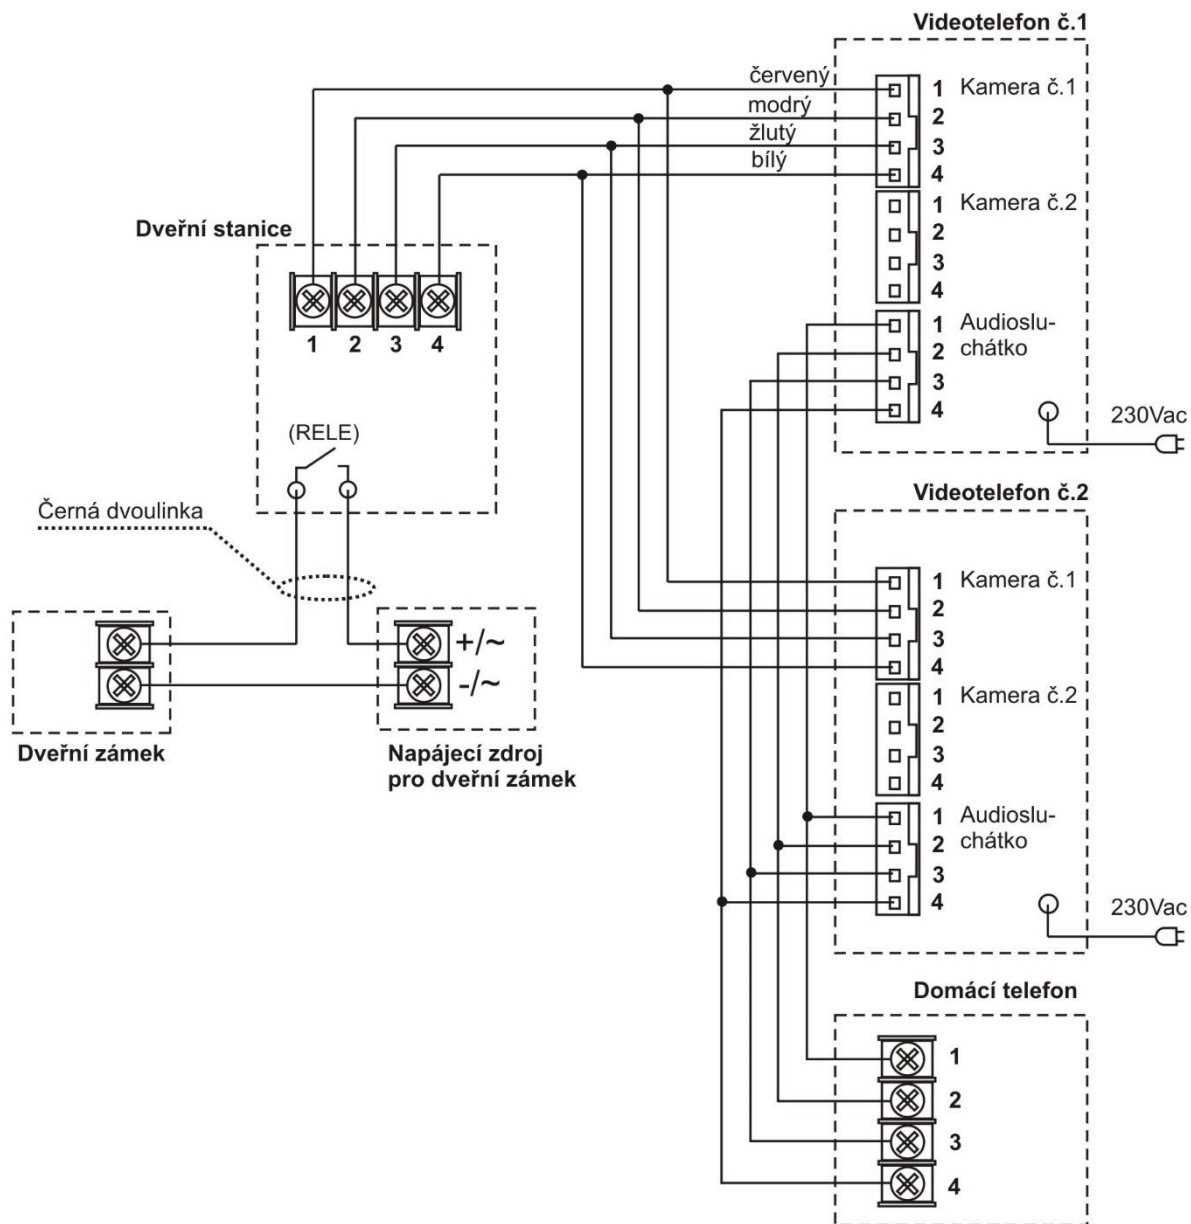 Videotelefon č.1
červený
modrý
žlutý
bílý
1 Kamera č.1
2
3
4
1 Kamera č.2
2
3
4
1 Audioslu-
2 chátko
3
4
230Vac
Dveřní stanice
1 2 3 4
(RELE)
Černá dvoulinka
+/~
-/~
Dveřní zámek
Napájecí zdroj
pro dveřní zámek
Videotelefon č.2
1 Kamera č.1
2
3
4
1 Kamera č.2
2
3
4
1 Audioslu-
2 chátko
3
4
230Vac
Domácí telefon
1
2
3
4